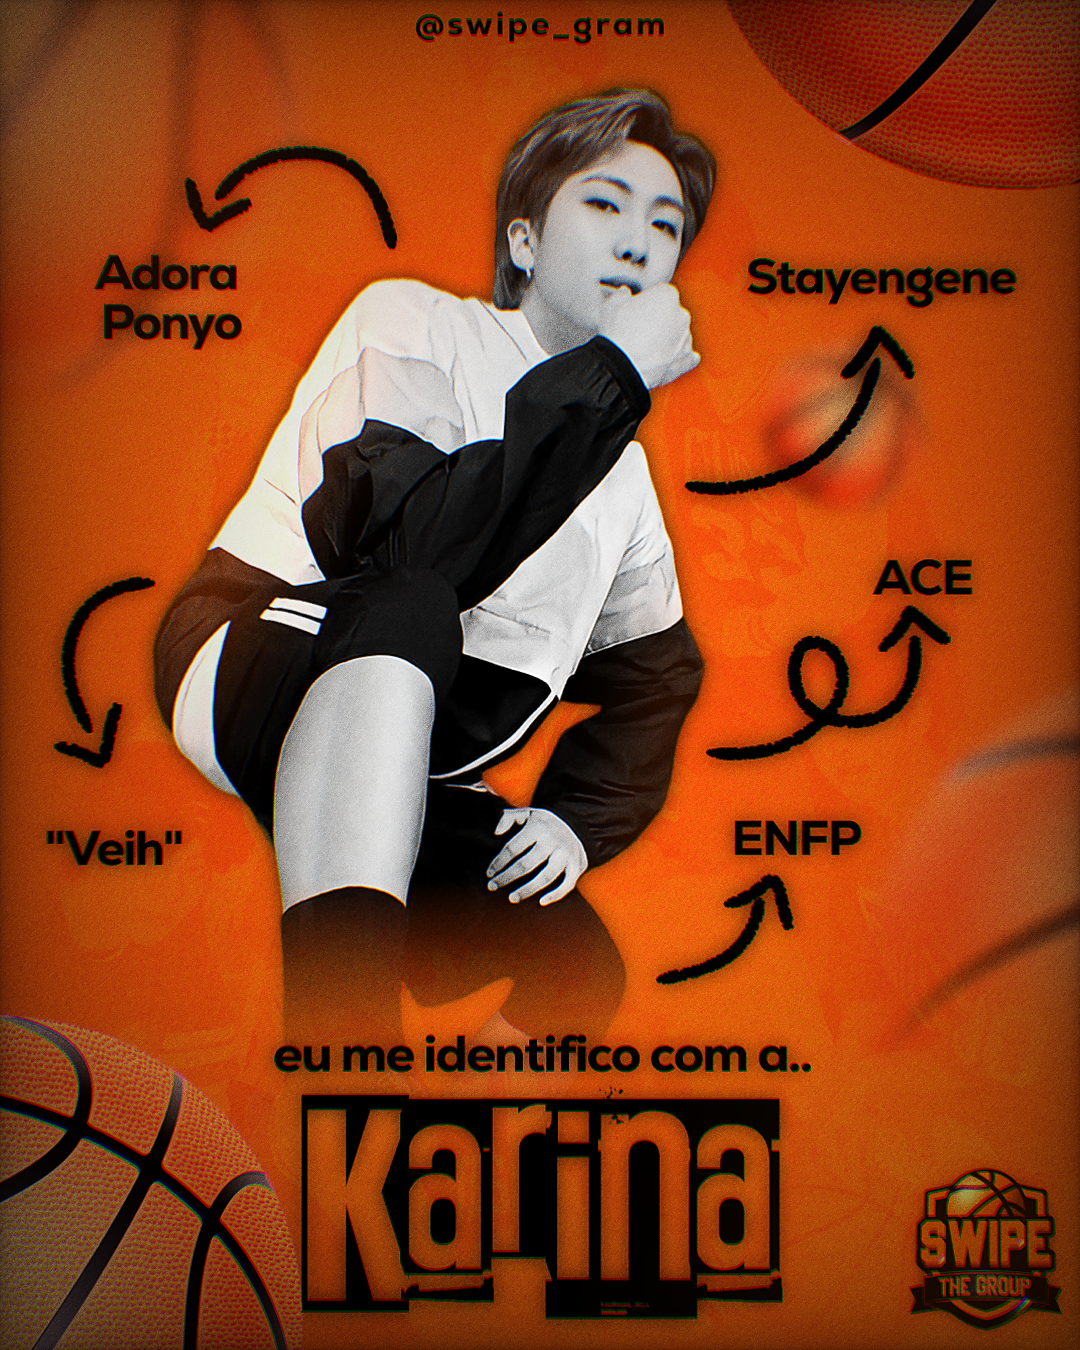 @swipe_gram
Adora
Ponyo
Stayengene
ACE
"Veih"
ENFP
eu me identifico com a..
Karina
SWIPE
THE GROUP